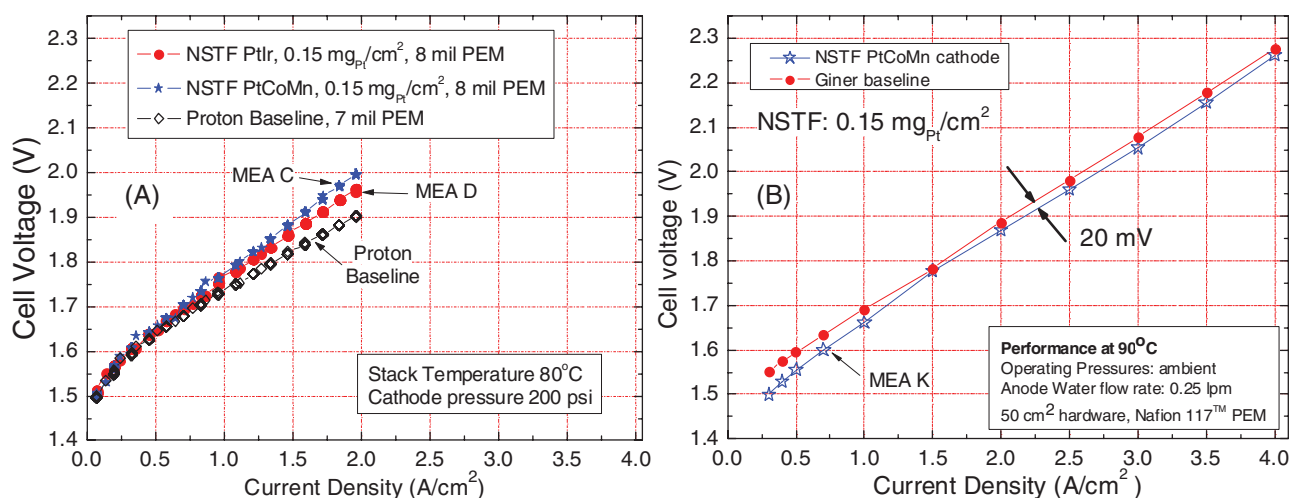 2.3
2.2
2.1
2.0
1.9
1.8
1.7
1.6
1.5
1.4
Cell Voltage (V)
NSTF PtIr, 0.15 mgPt/cm², 8 mil PEM
NSTF PtCoMn, 0.15 mgPt/cm², 8 mil PEM
Proton Baseline, 7 mil PEM
(A)
MEA C
MEA D
Proton
Baseline
Stack Temperature 80°C
Cathode pressure 200 psi
0.0 0.5 1.0 1.5 2.0 2.5 3.0 3.5 4.0
Current Density (A/cm²)
2.3
2.2
2.1
2.0
1.9
1.8
1.7
1.6
1.5
1.4
Cell voltage (V)
NSTF PtCoMn cathode
Giner baseline
NSTF: 0.15 mgPt/cm²
(B)
20 mV
MEA K
Performance at 90°C
Operating Pressures: ambient
Anode Water flow rate: 0.25 lpm
50 cm² hardware, Nafion 117™ PEM
0.0 0.5 1.0 1.5 2.0 2.5 3.0 3.5 4.0
Current Density (A/cm²)